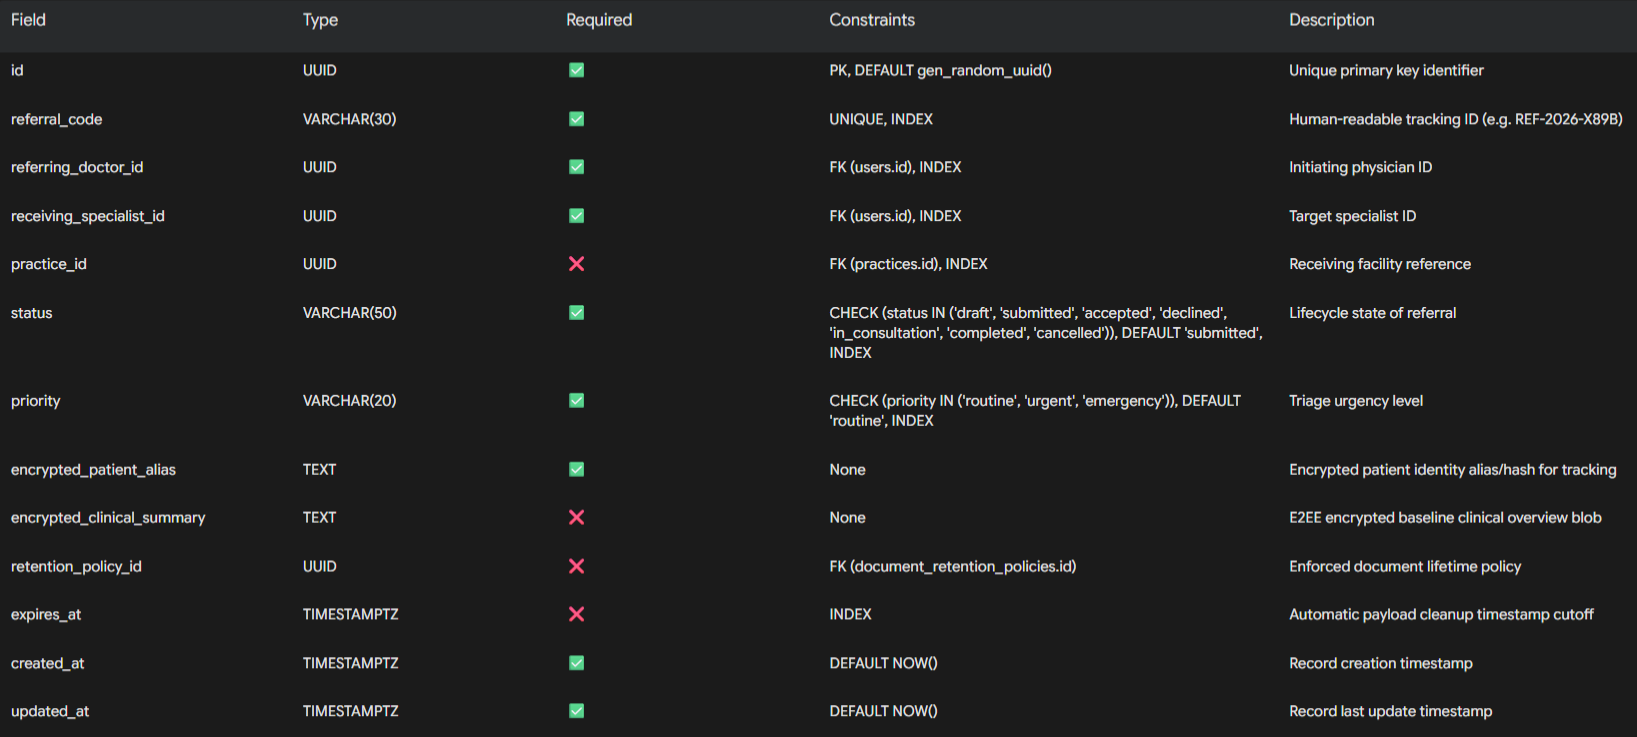 Field Type Required Constraints Description
id UUID ✅ PK, DEFAULT gen_random_uuid() Unique primary key identifier
referral_code VARCHAR(30) ✅ UNIQUE, INDEX Human-readable tracking ID (e.g. REF-2026-X89B)
referring_doctor_id UUID ✅ FK (users.id), INDEX Initiating physician ID
receiving_specialist_id UUID ✅ FK (users.id), INDEX Target specialist ID
practice_id UUID ❌ FK (practices.id), INDEX Receiving facility reference
status VARCHAR(50) ✅ CHECK (status IN ('draft', 'submitted', 'accepted', 'declined', Lifecycle state of referral
'in_consultation', 'completed', 'cancelled')), DEFAULT 'submitted',
INDEX
priority VARCHAR(20) ✅ CHECK (priority IN ('routine', 'urgent', 'emergency')), DEFAULT Triage urgency level
'routine', INDEX
encrypted_patient_alias TEXT ✅ None Encrypted patient identity alias/hash for tracking
encrypted_clinical_summary TEXT ❌ None E2EE encrypted baseline clinical overview blob
retention_policy_id UUID ❌ FK (document_retention_policies.id) Enforced document lifetime policy
expires_at TIMESTAMPTZ ❌ INDEX Automatic payload cleanup timestamp cutoff
created_at TIMESTAMPTZ ✅ DEFAULT NOW() Record creation timestamp
updated_at TIMESTAMPTZ ✅ DEFAULT NOW() Record last update timestamp